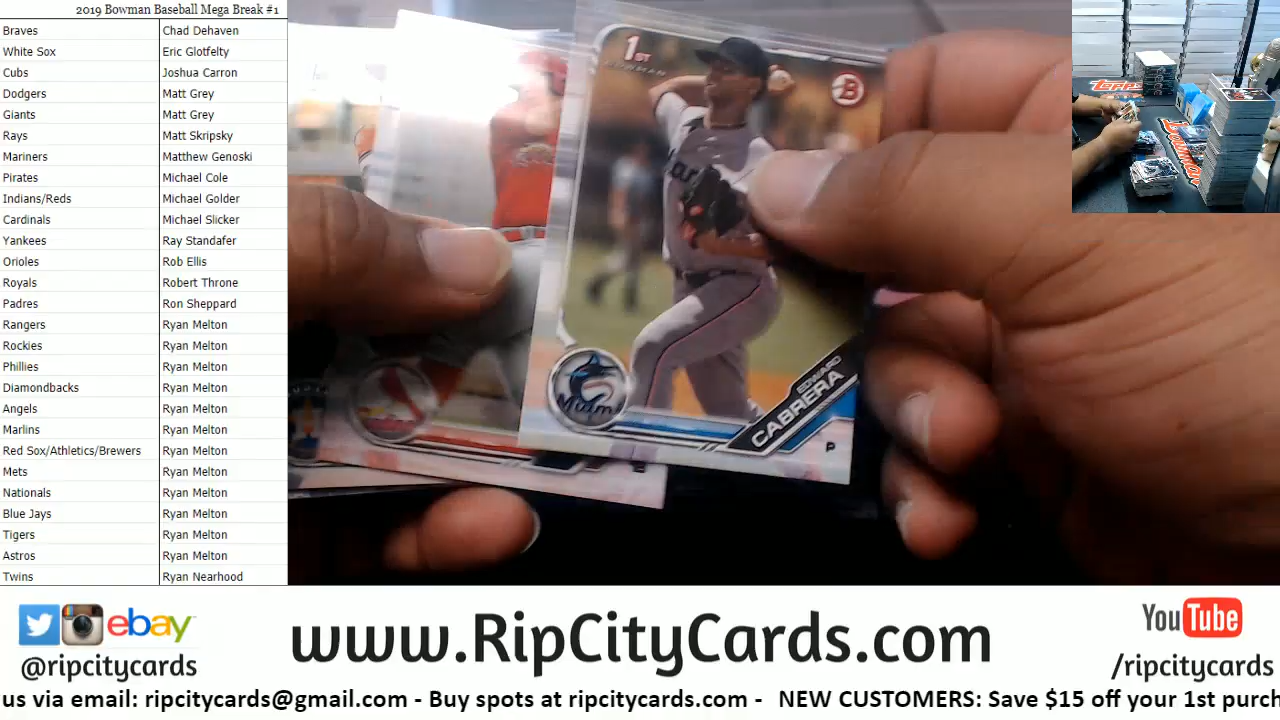 2019 Bowman Baseball Mega Break #1
Braves Chad Dehaven
White Sox Eric Glotfelty
Cubs Joshua Carron
Dodgers Matt Grey
Giants Matt Grey
Rays Matt Skripsky
Mariners Matthew Genoski
Pirates Michael Cole
Indians/Reds Michael Golder
Cardinals Michael Slicker
Yankees Ray Standafer
Orioles Rob Ellis
Royals Robert Throne
Padres Ron Sheppard
Rangers Ryan Melton
Rockies Ryan Melton
Phillies Ryan Melton
Diamondbacks Ryan Melton
Angels Ryan Melton
Marlins Ryan Melton
Red Sox/Athletics/Brewers Ryan Melton
Mets Ryan Melton
Nationals Ryan Melton
Blue Jays Ryan Melton
Tigers Ryan Melton
Astros Ryan Melton
Twins Ryan Nearhood
1ST
BOWMAN
B
Miami
EDWARD
CABRERA
P
TOPPS
Bowman
ebay
@ripcitycards
www.RipCityCards.com
YouTube
/ripcitycards
us via email: ripcitycards@gmail.com - Buy spots at ripcitycards.com - NEW CUSTOMERS: Save $15 off your 1st purch